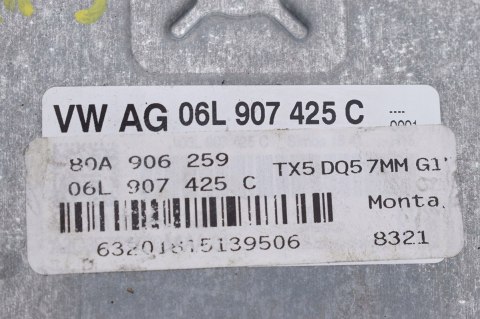 VW AG 06L 907 425 C
80A 906 259
TX5 DQ57MM G1
06L 907 425 C
Monta
63201815139506
8321